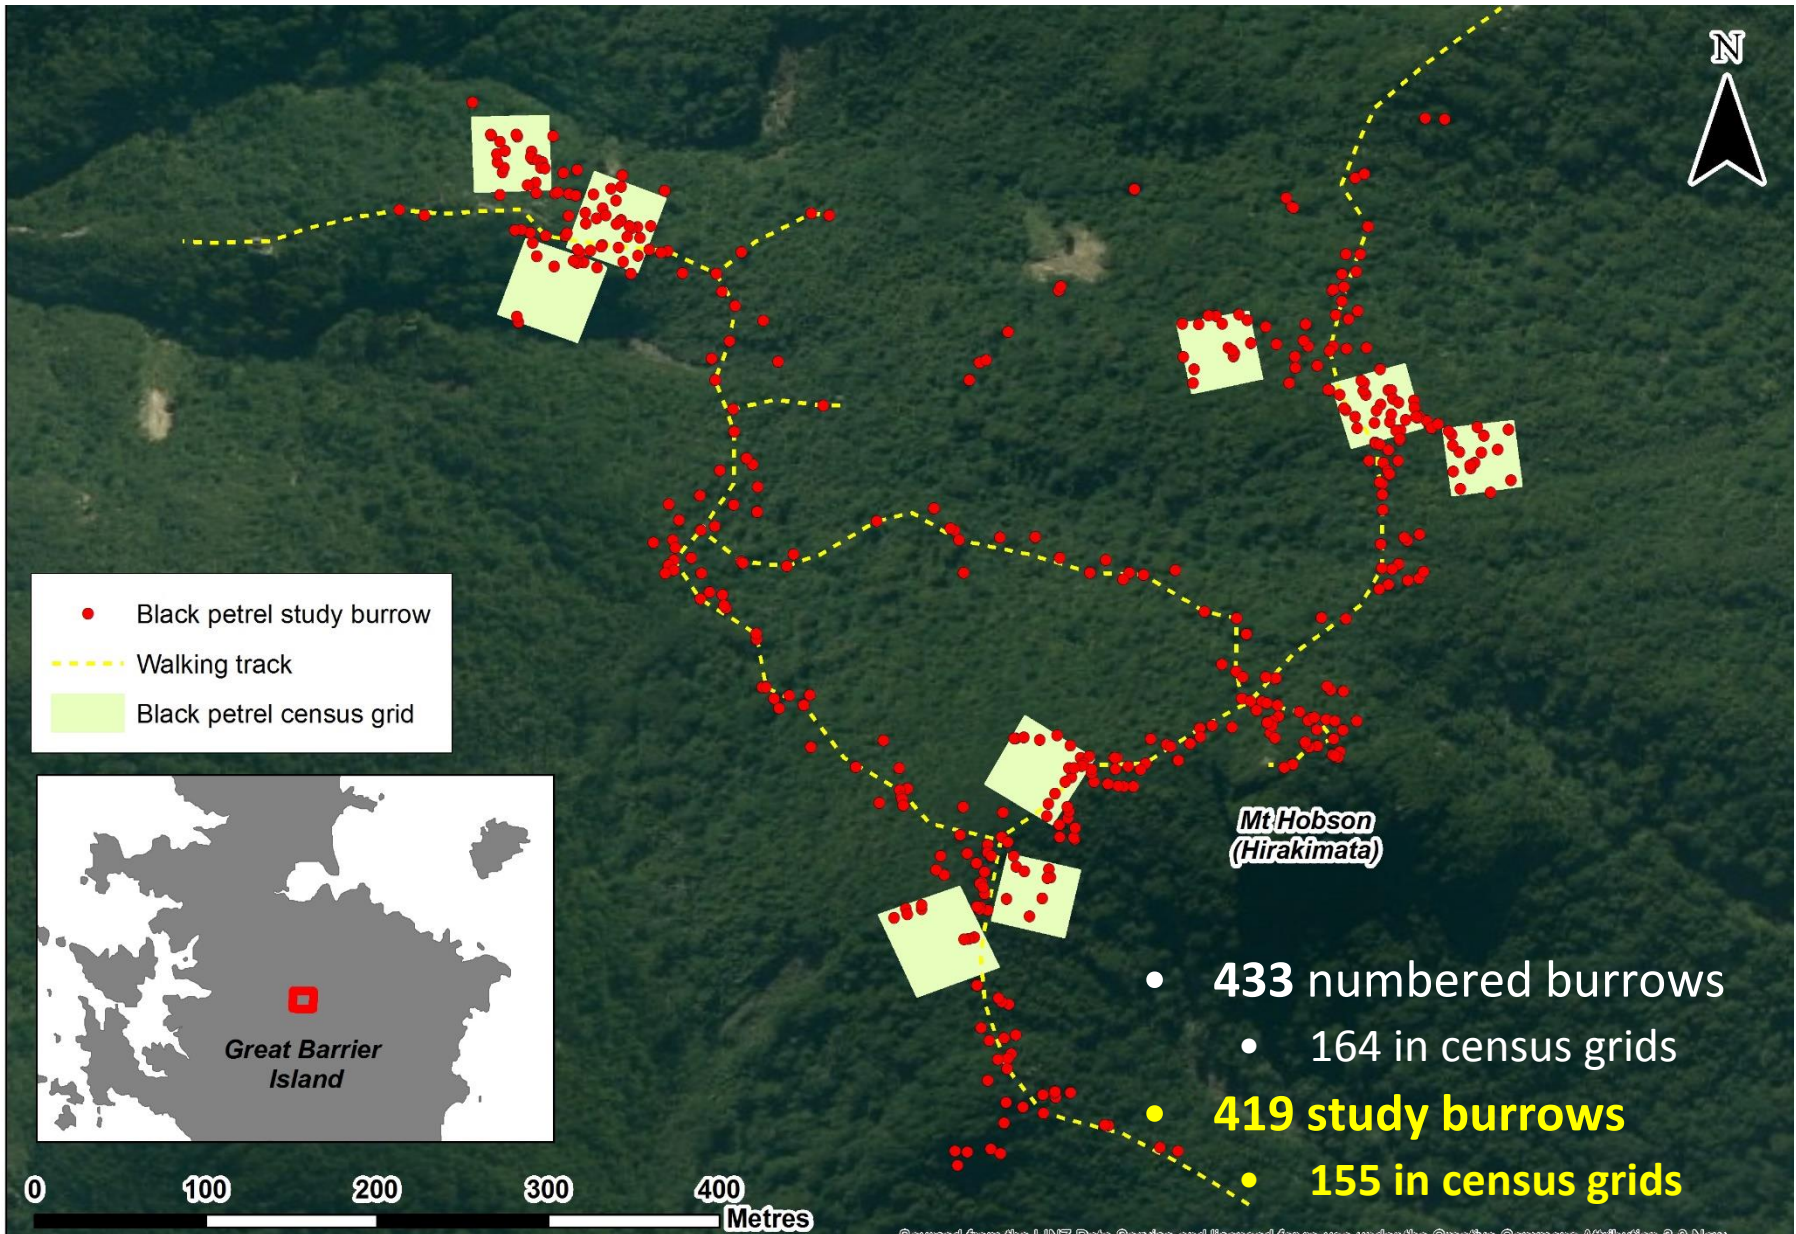 N
Black petrel study burrow
Walking track
Black petrel census grid
Great Barrier
Island
Mt Hobson
(Hirakimata)
• 433 numbered burrows
• 164 in census grids
• 419 study burrows
• 155 in census grids
0 100 200 300 400
Metres